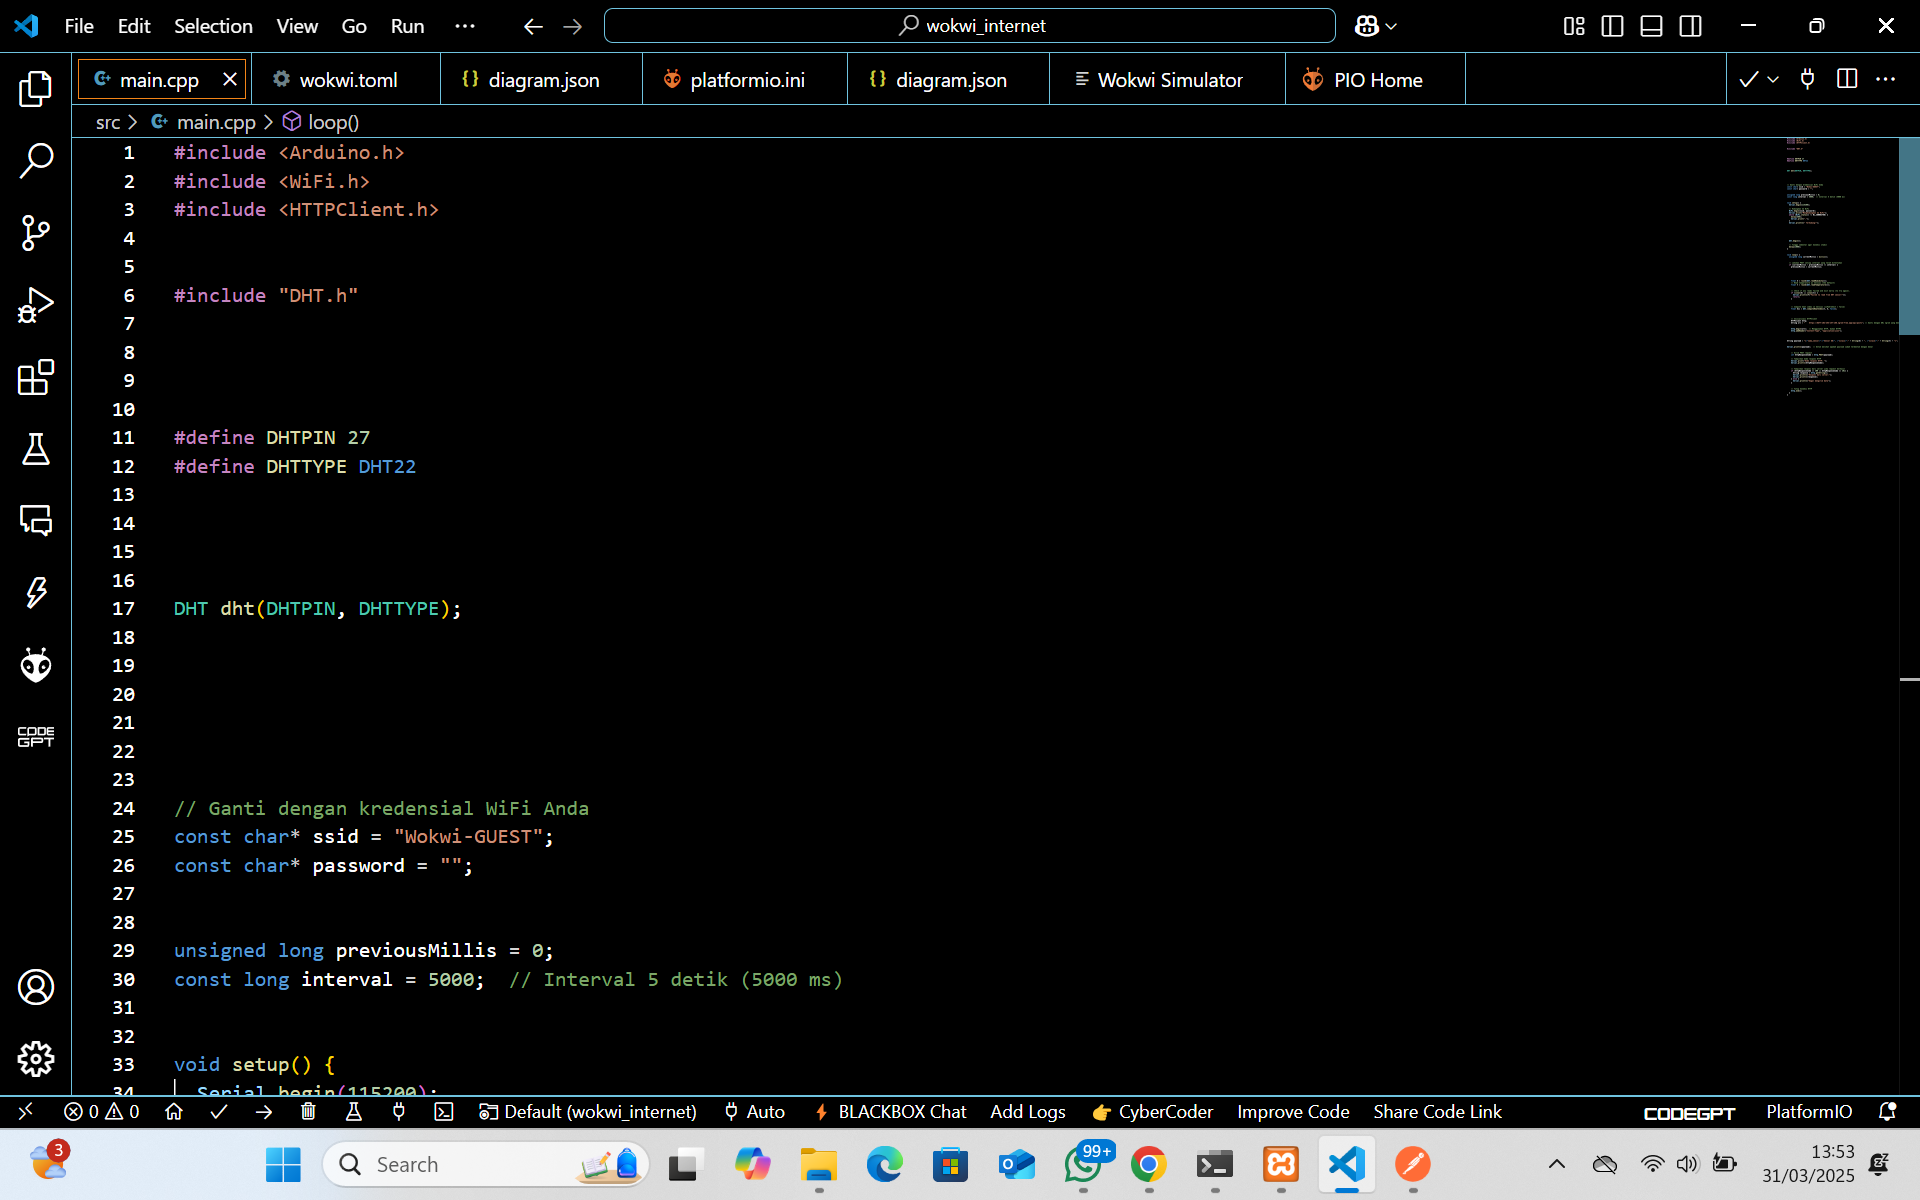 File Edit Selection View Go Run ··· wokwi_internet
main.cpp wokwi.toml {} diagram.json platformio.ini {} diagram.json Wokwi Simulator PIO Home
src > main.cpp > loop()
1 #include <Arduino.h>
2 #include <WiFi.h>
3 #include <HTTPClient.h>
4
5
6 #include "DHT.h"
7
8
9
10
11 #define DHTPIN 27
12 #define DHTTYPE DHT22
13
14
15
16
17 DHT dht(DHTPIN, DHTTYPE);
18
19
20
21
22
23
24 // Ganti dengan kredensial WiFi Anda
25 const char* ssid = "Wokwi-GUEST";
26 const char* password = "";
27
28
29 unsigned long previousMillis = 0;
30 const long interval = 5000;  // Interval 5 detik (5000 ms)
31
32
33 void setup() {
34   Serial.begin(115200);
CODE GPT
0 0 Default (wokwi_internet) Auto BLACKBOX Chat Add Logs CyberCoder Improve Code Share Code Link CODEGPT PlatformIO
3 Search 99+ 13:53
31/03/2025